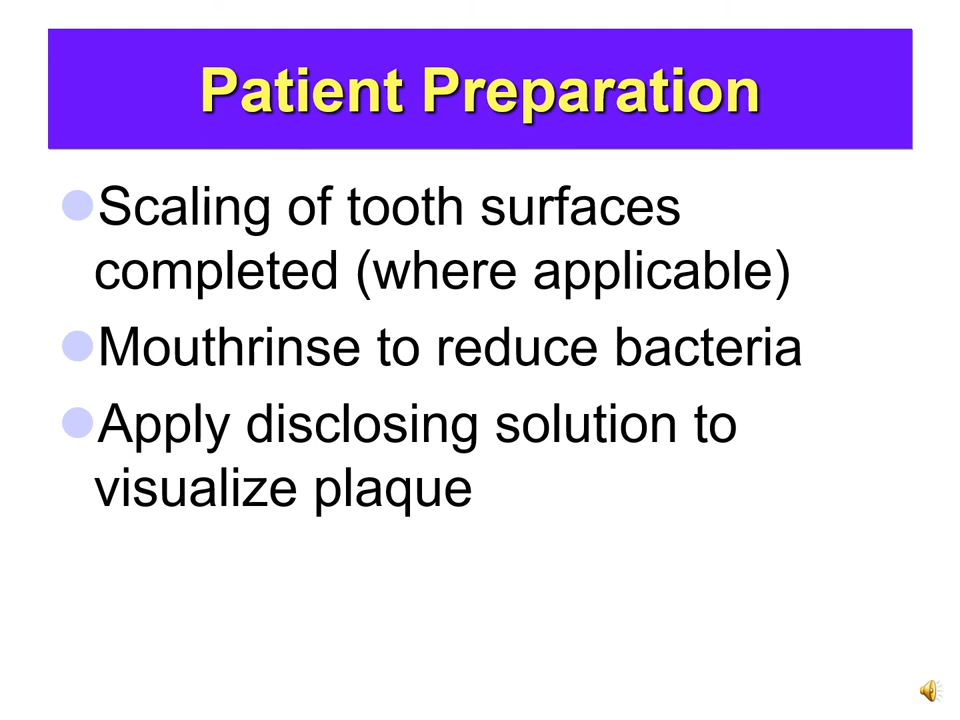 Patient Preparation
Scaling of tooth surfaces
completed (where applicable)
Mouthrinse to reduce bacteria
Apply disclosing solution to
visualize plaque